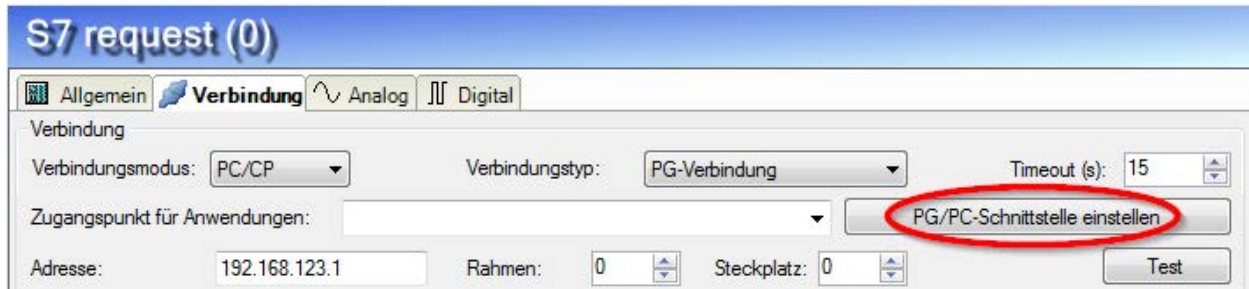 S7 request (0)
Allgemein Verbindung Analog Digital
Verbindung
Verbindungsmodus: PC/CP Verbindungstyp: PG-Verbindung Timeout (s): 15
Zugangspunkt für Anwendungen: PG/PC-Schnittstelle einstellen
Adresse: 192.168.123.1 Rahmen: 0 Steckplatz: 0 Test